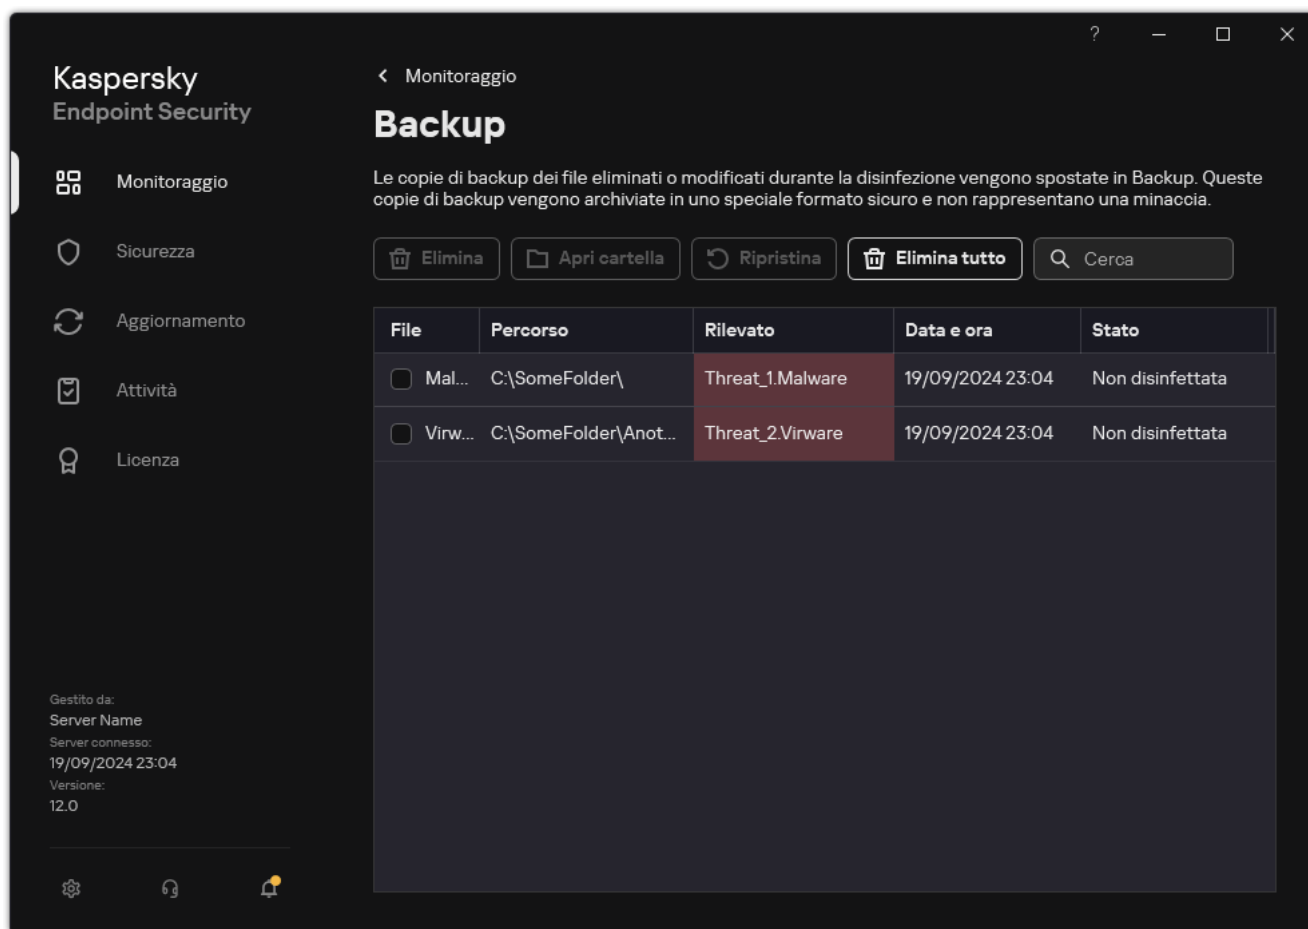 ?
Kaspersky
Endpoint Security
Monitoraggio
Sicurezza
Aggiornamento
Attività
Licenza
Gestito da:
Server Name
Server connesso:
19/09/2024 23:04
Versione:
12.0
Monitoraggio
Backup
Le copie di backup dei file eliminati o modificati durante la disinfezione vengono spostate in Backup. Queste
copie di backup vengono archiviate in uno speciale formato sicuro e non rappresentano una minaccia.
Elimina Apri cartella Ripristina Elimina tutto Cerca
File Percorso Rilevato Data e ora Stato
Mal... C:\SomeFolder\ Threat_1.Malware 19/09/2024 23:04 Non disinfettata
Virw... C:\SomeFolder\Anot... Threat_2.Virware 19/09/2024 23:04 Non disinfettata